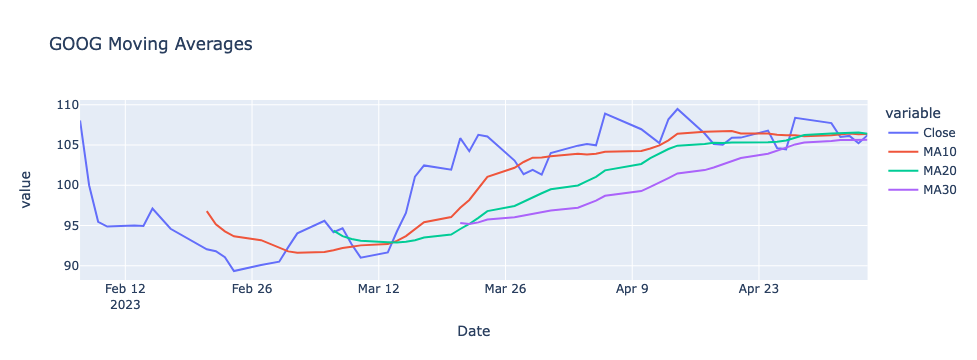 GOOG Moving Averages
variable
Close
MA10
MA20
MA30
value
110
105
100
95
90
Feb 12
2023
Feb 26
Mar 12
Mar 26
Apr 9
Apr 23
Date